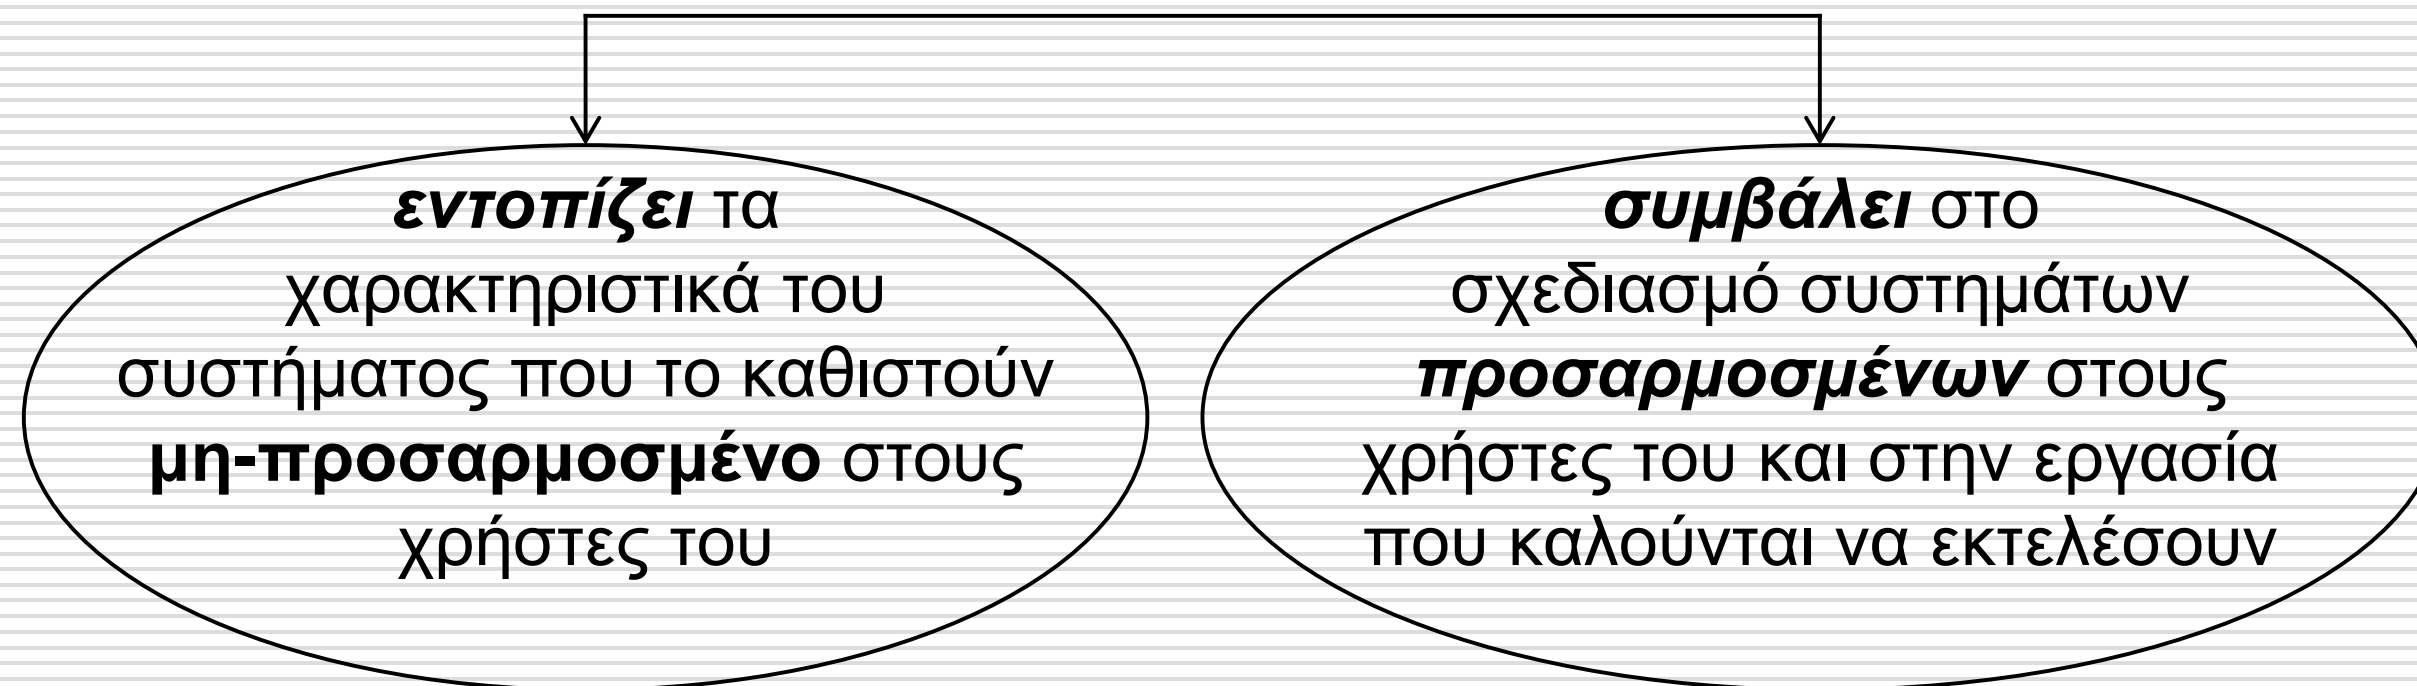 εντοπίζει τα
χαρακτηριστικά του
συστήματος που το καθιστούν
μη-προσαρμοσμένο στους
χρήστες του
συμβάλει στο
σχεδιασμό συστημάτων
προσαρμοσμένων στους
χρήστες του και στην εργασία
που καλούνται να εκτελέσουν